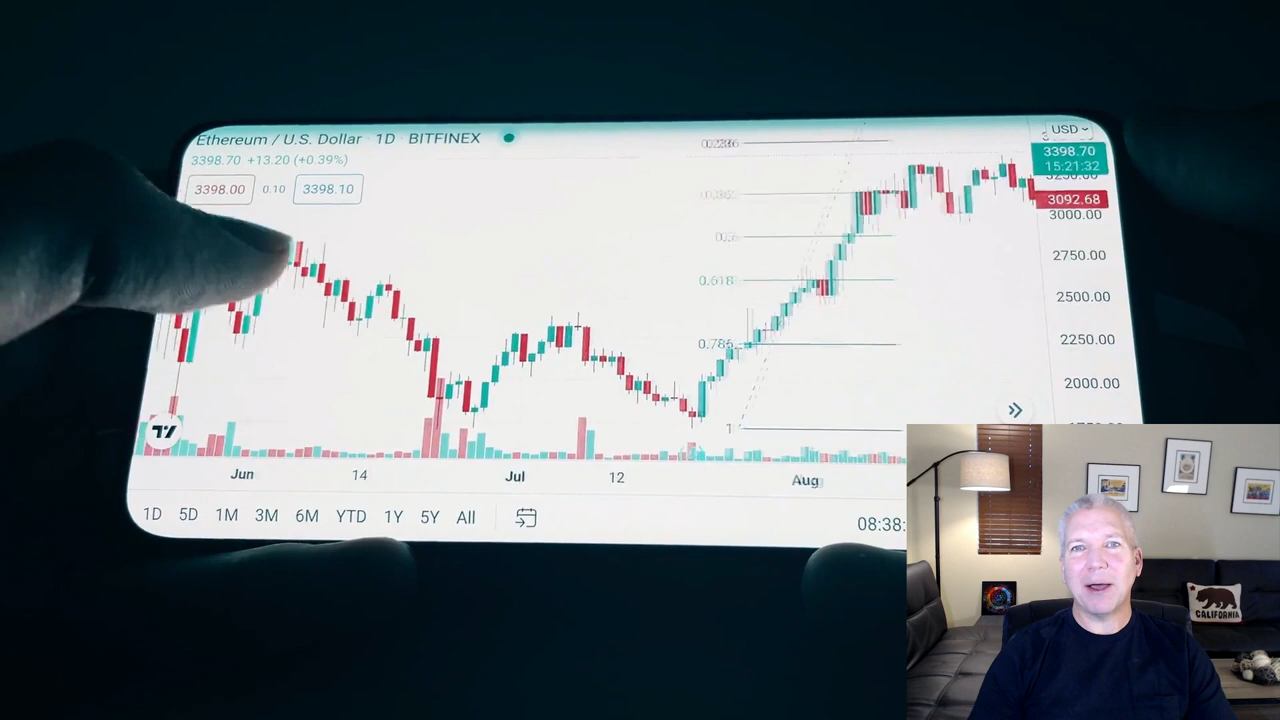 Ethereum / U.S. Dollar · 1D · BITFINEX
USD
3398.70 +13.20 (+0.39%)
3398.70
15:21:32
3398.00 0.10 3398.10
3092.68
3000.00
2750.00
2500.00
0.618
2250.00
0.786
2000.00
1
Jun 14 Jul 12 Aug
1D 5D 1M 3M 6M YTD 1Y 5Y All
08:38:
CALIFORNIA